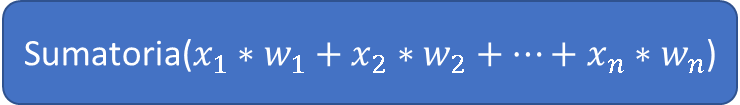 Sumatoria(x₁ * w₁ + x₂ * w₂ + ⋯ + xₙ * wₙ)